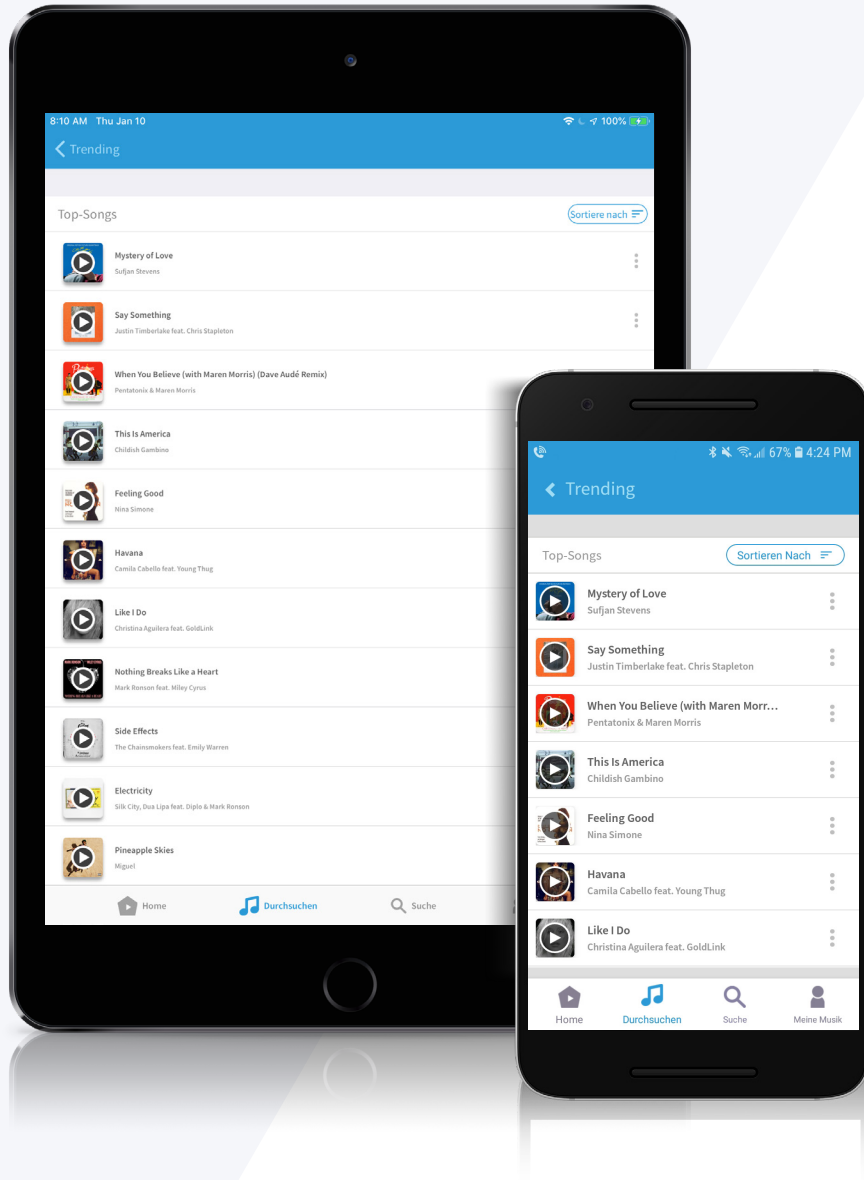 8:10 AM Thu Jan 10
100%
Trending
Top-Songs
Sortiere nach
Mystery of Love
Sufjan Stevens
Say Something
Justin Timberlake feat. Chris Stapleton
When You Believe (with Maren Morris) (Dave Audé Remix)
Pentatonix & Maren Morris
This Is America
Childish Gambino
Feeling Good
Nina Simone
Havana
Camila Cabello feat. Young Thug
Like I Do
Christina Aguilera feat. GoldLink
Nothing Breaks Like a Heart
Mark Ronson feat. Miley Cyrus
Side Effects
The Chainsmokers feat. Emily Warren
Electricity
Silk City, Dua Lipa feat. Diplo & Mark Ronson
Pineapple Skies
Miguel
Home
Durchsuchen
Suche
67% 4:24 PM
Trending
Top-Songs
Sortieren Nach
Mystery of Love
Sufjan Stevens
Say Something
Justin Timberlake feat. Chris Stapleton
When You Believe (with Maren Morr...
Pentatonix & Maren Morris
This Is America
Childish Gambino
Feeling Good
Nina Simone
Havana
Camila Cabello feat. Young Thug
Like I Do
Christina Aguilera feat. GoldLink
Home
Durchsuchen
Suche
Meine Musik